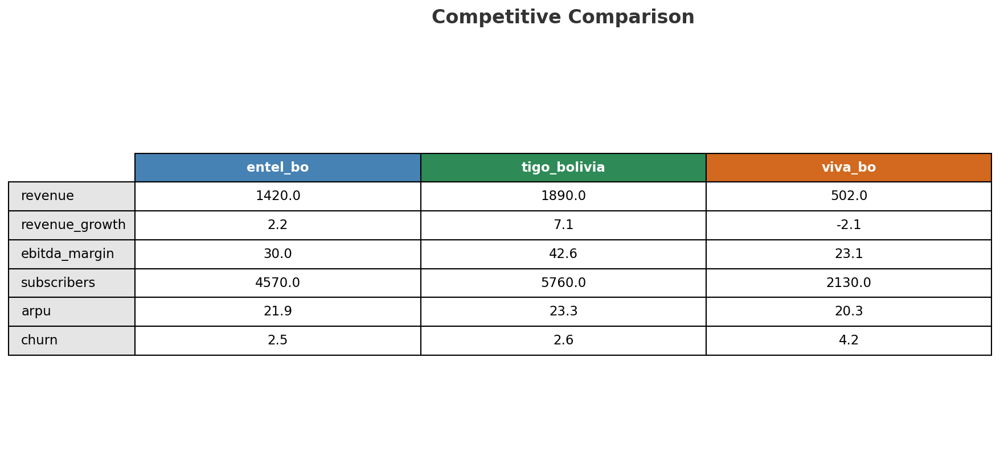 Competitive Comparison
entel_bo tigo_bolivia viva_bo
revenue 1420.0 1890.0 502.0
revenue_growth 2.2 7.1 -2.1
ebitda_margin 30.0 42.6 23.1
subscribers 4570.0 5760.0 2130.0
arpu 21.9 23.3 20.3
churn 2.5 2.6 4.2